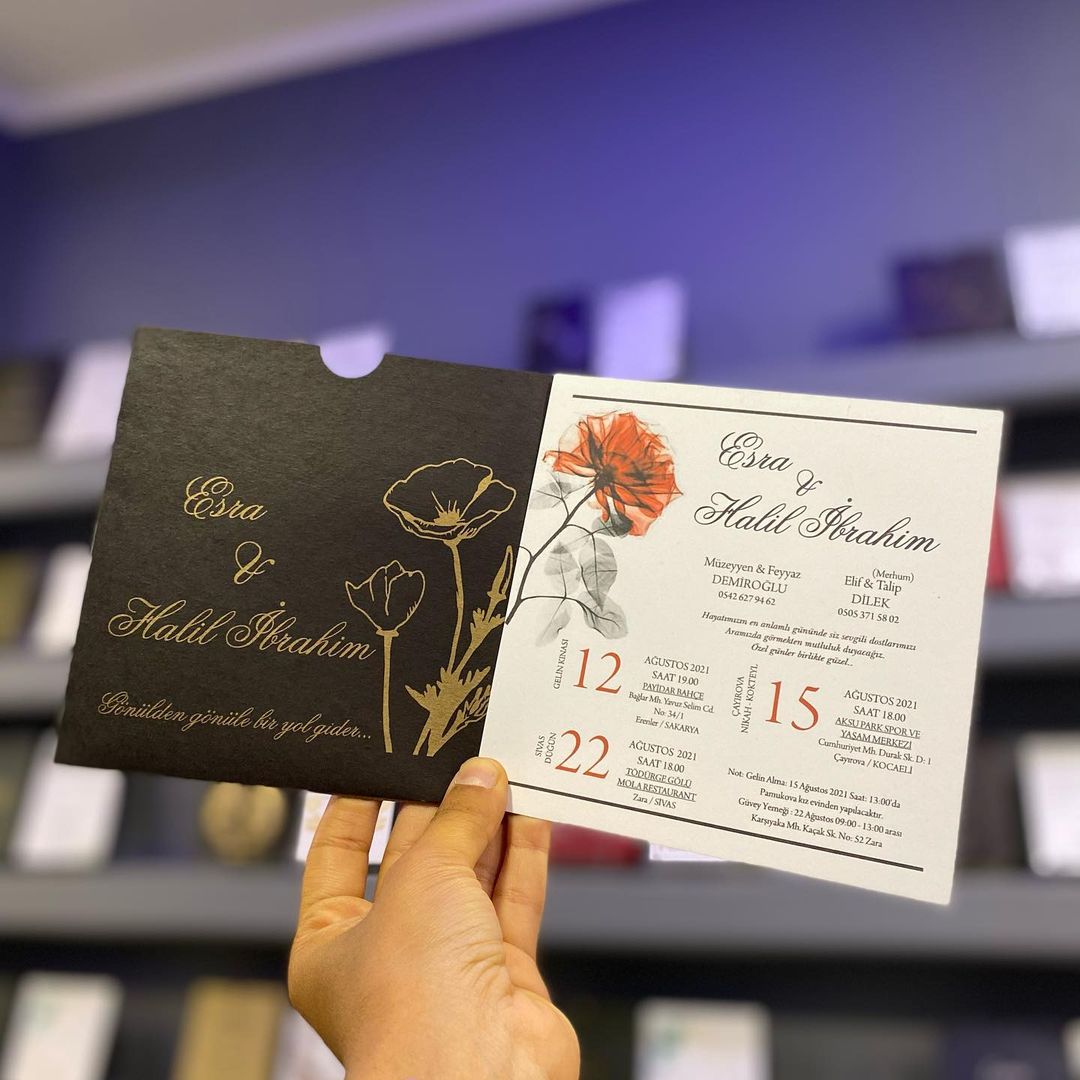 Esra
&
Halil İbrahim
Gönülden gönüle bir yol gider...
Esra
&
Halil İbrahim
Müzeyyen & Feyyaz
DEMİROĞLU
0542 627 94 62
(Merhum)
Elif & Talip
DİLEK
0505 371 58 02
Hayatımızın en anlamlı gününde siz sevgili dostlarımızı
Aramızda görmekten mutluluk duyacağız.
Özel günler birlikte güzel..
GELİN KINASI
12
AĞUSTOS 2021
SAAT 19.00
PAYİDAR BAHÇE
Bağlar Mh. Yavuz Selim Cd.
No: 34/1
Erenler / SAKARYA
ÇAYIROVA
NİKAH - KOKTEYL
15
AĞUSTOS 2021
SAAT 18.00
AKSU PARK SPOR VE
YASAM MERKEZİ
Cumhuriyet Mh. Durak Sk. D: 1
Çayırova / KOCAELİ
SİVAS
DÜĞÜN
22
AĞUSTOS 2021
SAAT 18.00
TÖDÜRGE GÖLÜ
MOLA RESTAURANT
Zara / SİVAS
Not: Gelin Alma: 15 Ağustos 2021 Saat: 13:00'da
Pamukova kız evinden yapılacaktır.
Güvey Yemeği : 22 Ağustos 09:00 - 13:00 arası
Karşıyaka Mh. Kaçak Sk. No: 52 Zara